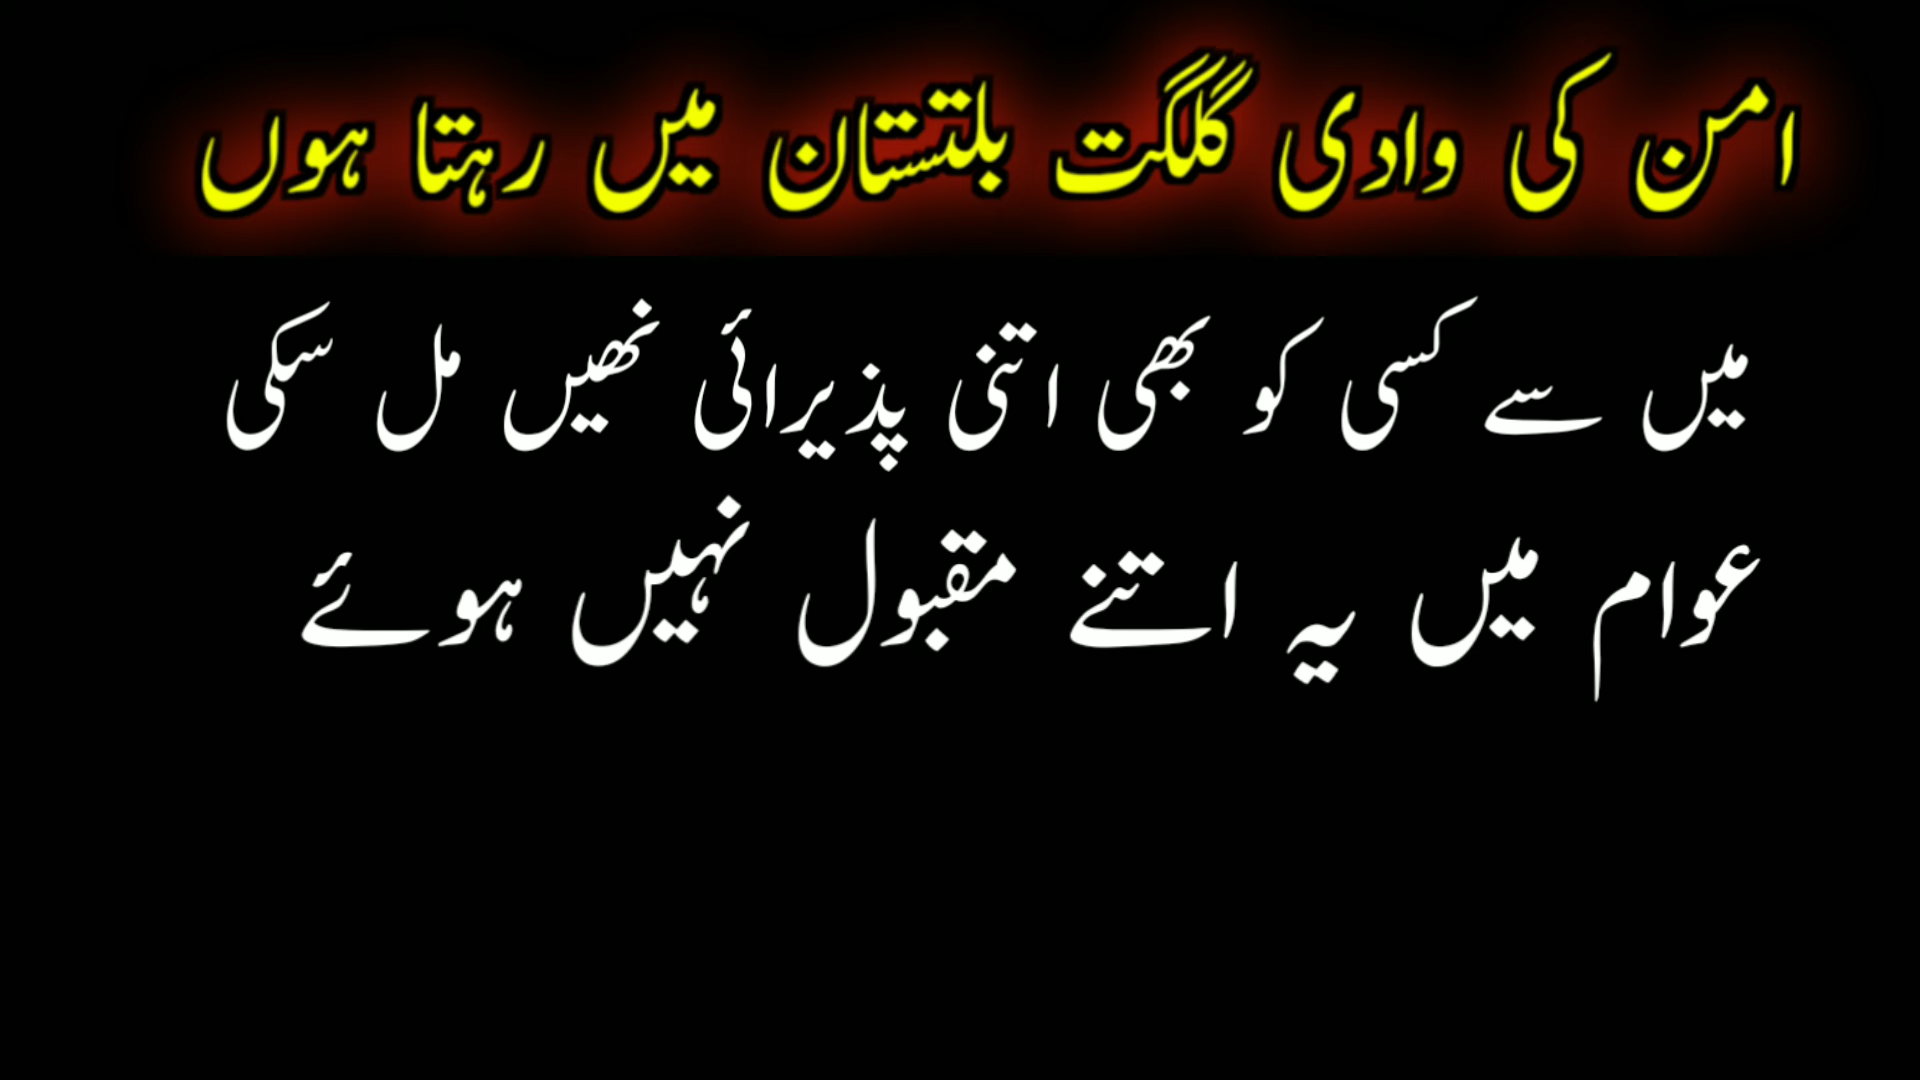 امن کی وادی گلگت بلتستان میں رہتا ہوں
میں سے کسی کو بھی اتنی پذیرائی نھیں مل سکی
عوام میں یہ اتنے مقبول نہیں ہوئے